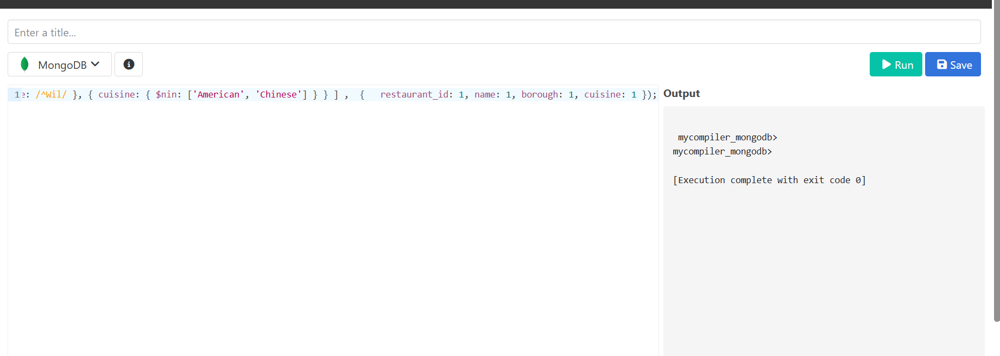 Enter a title...
MongoDB
Run
Save
1 e: /^Wil/ }, { cuisine: { $nin: ['American', 'Chinese'] } } ] ,  {   restaurant_id: 1, name: 1, borough: 1, cuisine: 1 });
Output
mycompiler_mongodb>
mycompiler_mongodb>
[Execution complete with exit code 0]